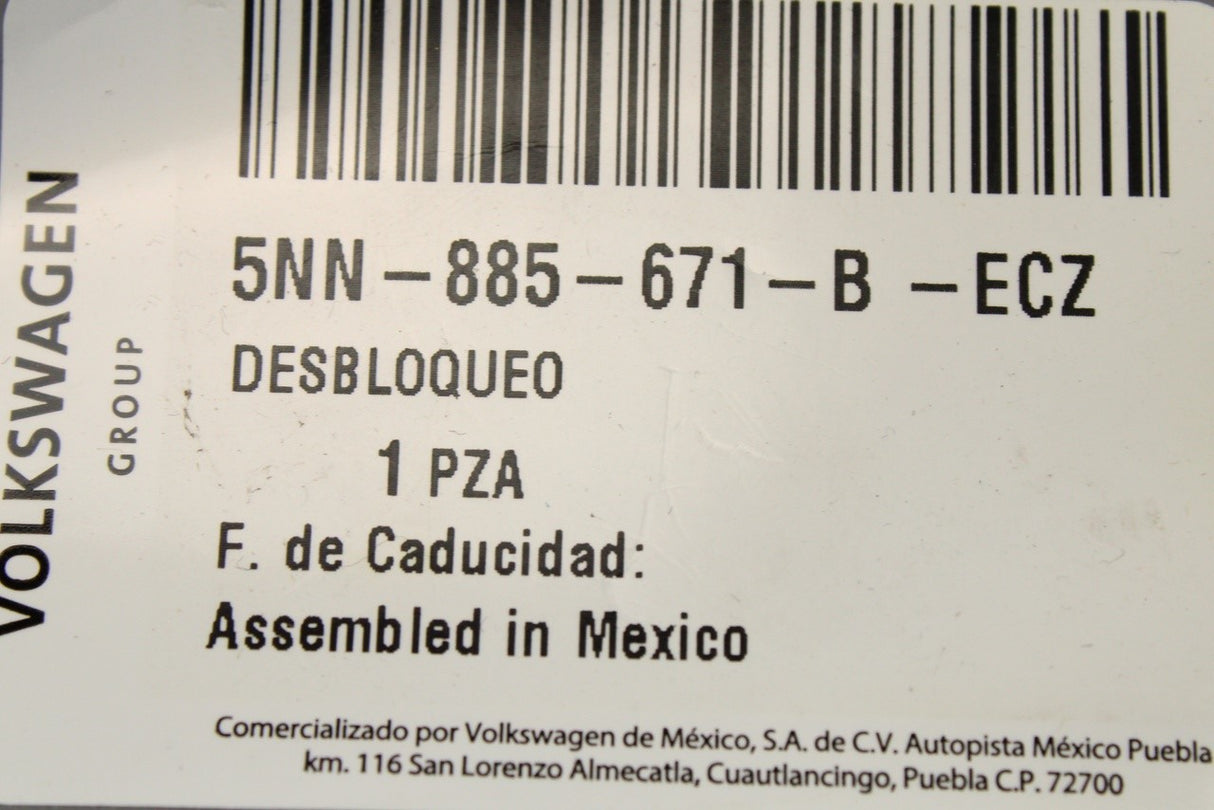 VOLKSWAGEN
GROUP
5NN-885-671-B -ECZ
DESBLOQUEO
1 PZA
F. de Caducidad:
Assembled in Mexico
Comercializado por Volkswagen de México, S.A. de C.V. Autopista México Puebla
km. 116 San Lorenzo Almecatla, Cuautlancingo, Puebla C.P. 72700